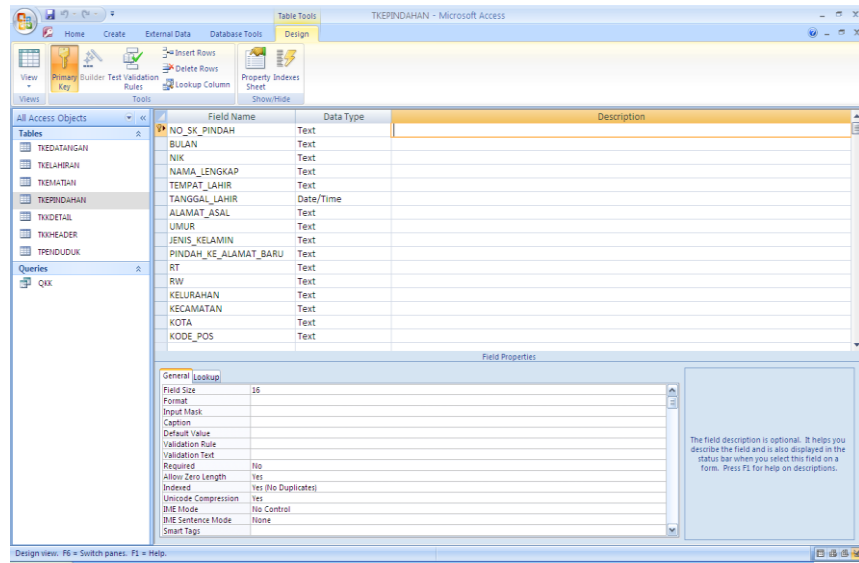 Table Tools
TKEPINDAHAN - Microsoft Access
Home Create External Data Database Tools Design
View
Primary Key
Builder
Test Validation Rules
Insert Rows
Delete Rows
Lookup Column
Property Sheet
Indexes
Views
Tools
Show/Hide
All Access Objects
Tables
TKEDATANGAN
TKELAHIRAN
TKEMATIAN
TKEPINDAHAN
TKKDETAIL
TKKHEADER
TPENDUDUK
Queries
QKK
Field Name Data Type Description
NO_SK_PINDAH Text
BULAN Text
NIK Text
NAMA_LENGKAP Text
TEMPAT_LAHIR Text
TANGGAL_LAHIR Date/Time
ALAMAT_ASAL Text
UMUR Text
JENIS_KELAMIN Text
PINDAH_KE_ALAMAT_BARU Text
RT Text
RW Text
KELURAHAN Text
KECAMATAN Text
KOTA Text
KODE_POS Text
Field Properties
General Lookup
Field Size 16
Format
Input Mask
Caption
Default Value
Validation Rule
Validation Text
Required No
Allow Zero Length Yes
Indexed Yes (No Duplicates)
Unicode Compression Yes
IME Mode No Control
IME Sentence Mode None
Smart Tags
The field description is optional. It helps you
describe the field and is also displayed in the
status bar when you select this field on a
form. Press F1 for help on descriptions.
Design view. F6 = Switch panes. F1 = Help.